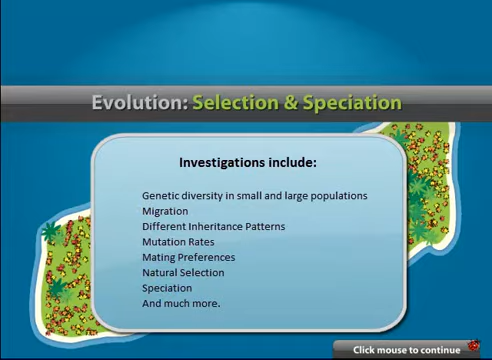 Evolution: Selection & Speciation
Investigations include:
Genetic diversity in small and large populations
Migration
Different Inheritance Patterns
Mutation Rates
Mating Preferences
Natural Selection
Speciation
And much more.
Click mouse to continue